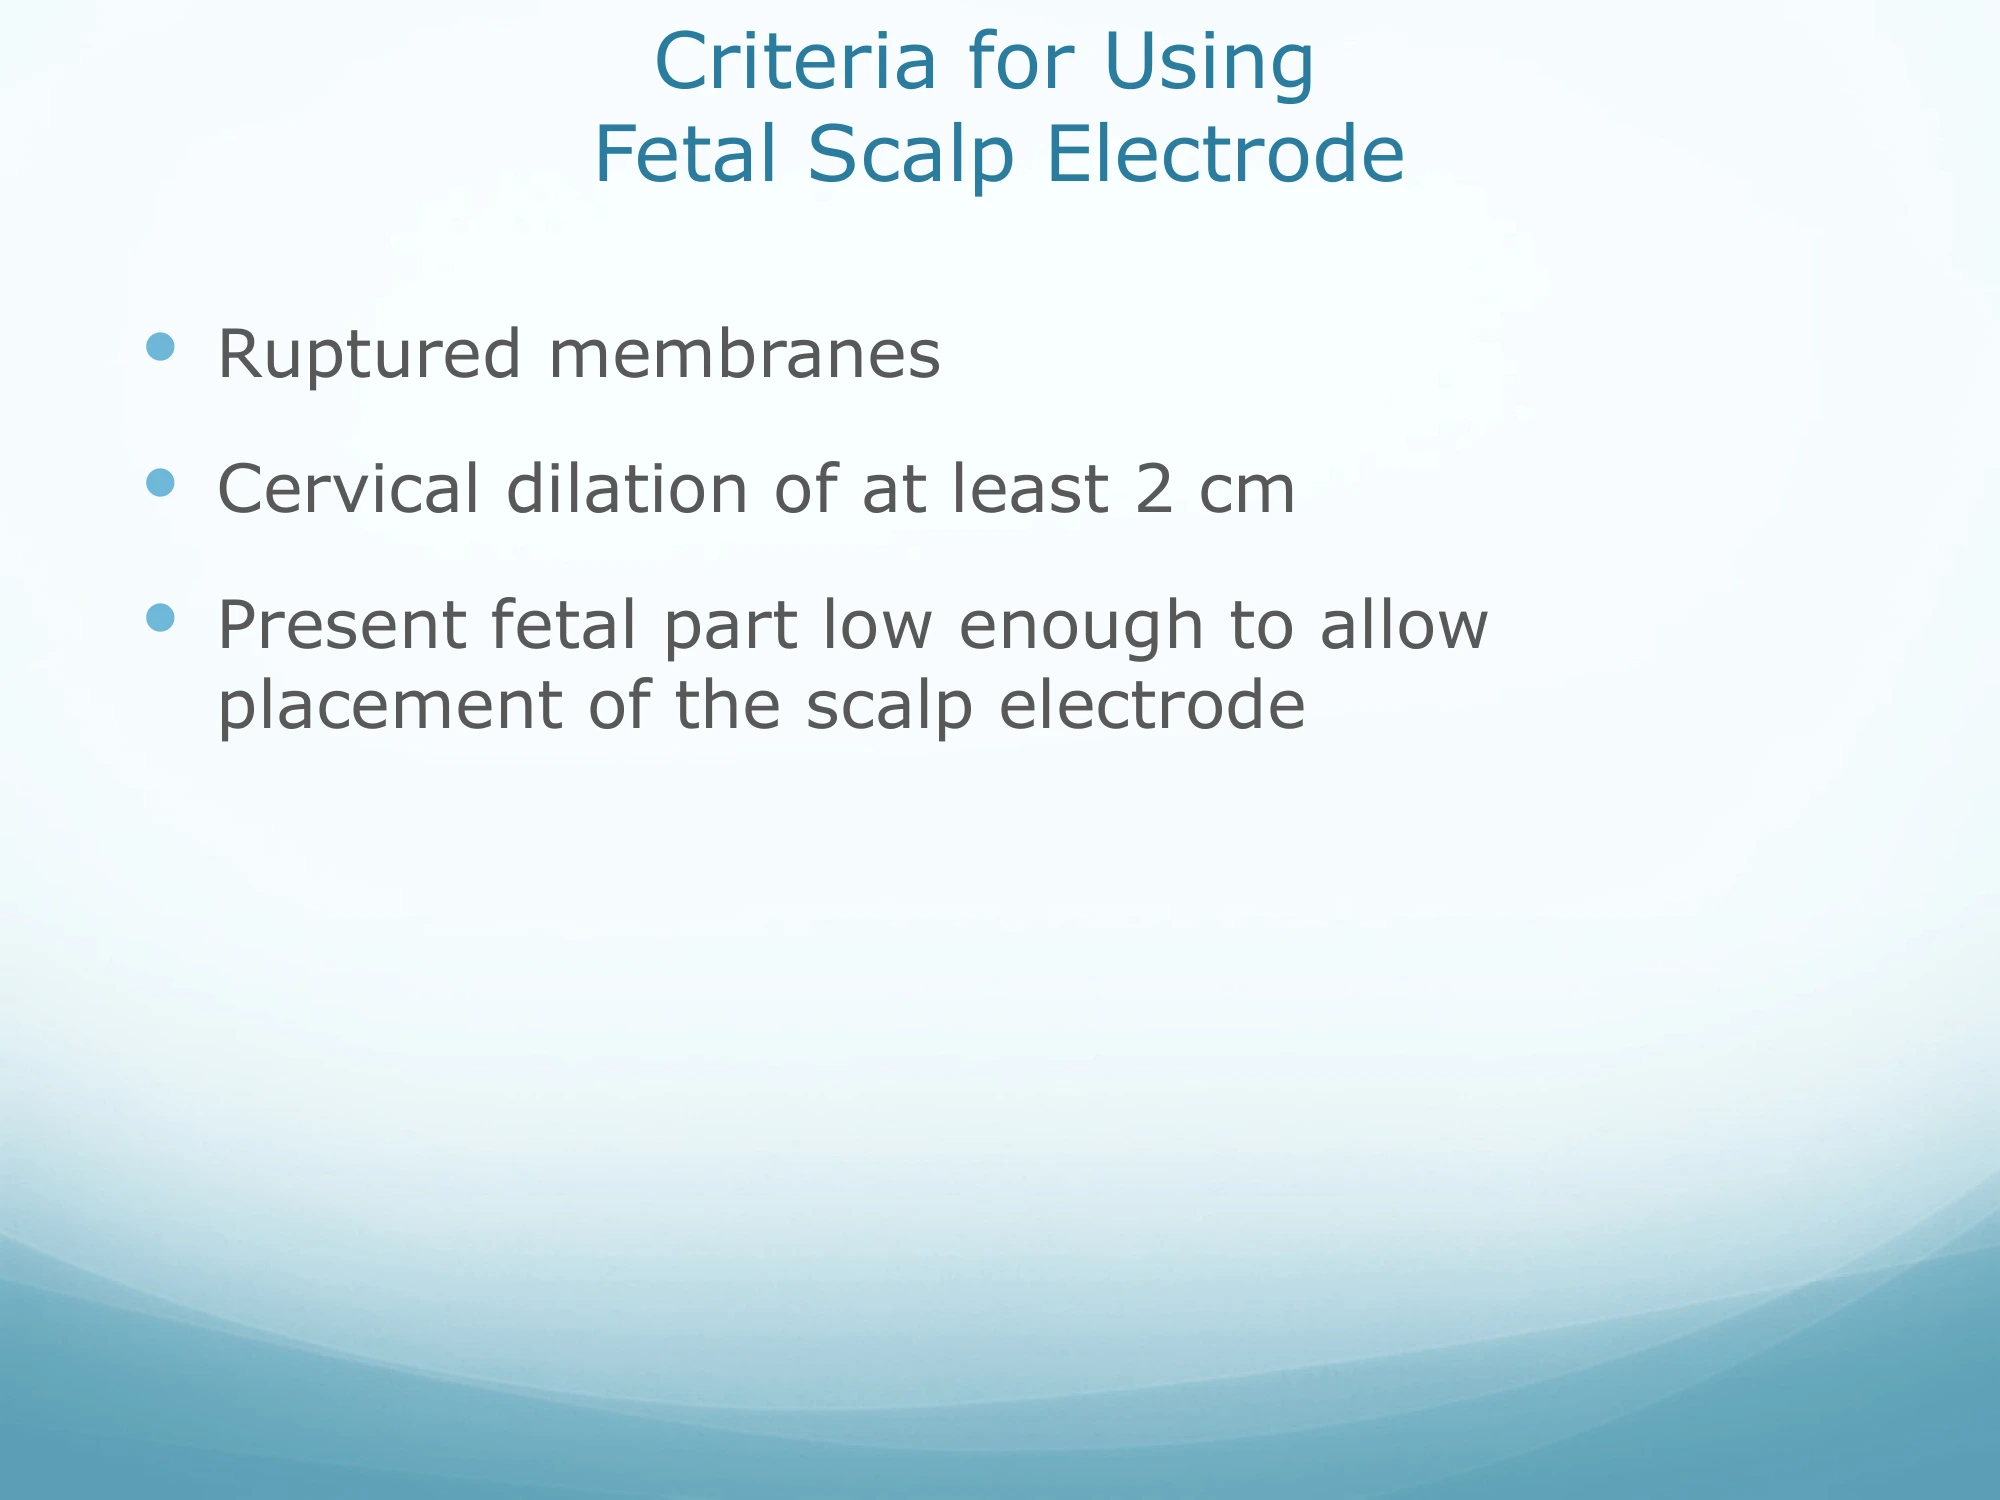 Criteria for Using
Fetal Scalp Electrode
• Ruptured membranes
• Cervical dilation of at least 2 cm
• Present fetal part low enough to allow
placement of the scalp electrode